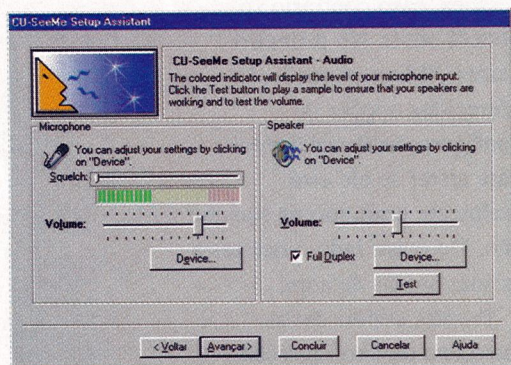 CU-SeeMe Setup Assistant
CU-SeeMe Setup Assistant - Audio
The colored indicator will display the level of your microphone input.
Click the Test button to play a sample to ensure that your speakers are
working and to test the volume.
Microphone
You can adjust your settings by clicking
on "Device".
Squelch:
Volume:
Device...
Speaker
You can adjust your settings by clicking
on "Device".
Volume:
Full Duplex
Device...
Test
< Voltar
Avançar >
Concluir
Cancelar
Ajuda